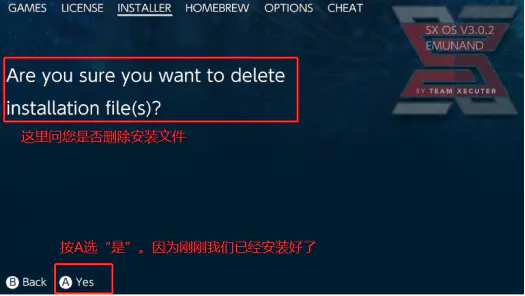 GAMES LICENSE INSTALLER HOMEBREW OPTIONS CHEAT
SX OS V3.0.2
EMUNAND
BY TEAM XECUTER
Are you sure you want to delete
installation file(s)?
这里问您是否删除安装文件
按A选“是”。因为刚刚我们已经安装好了
B Back A Yes